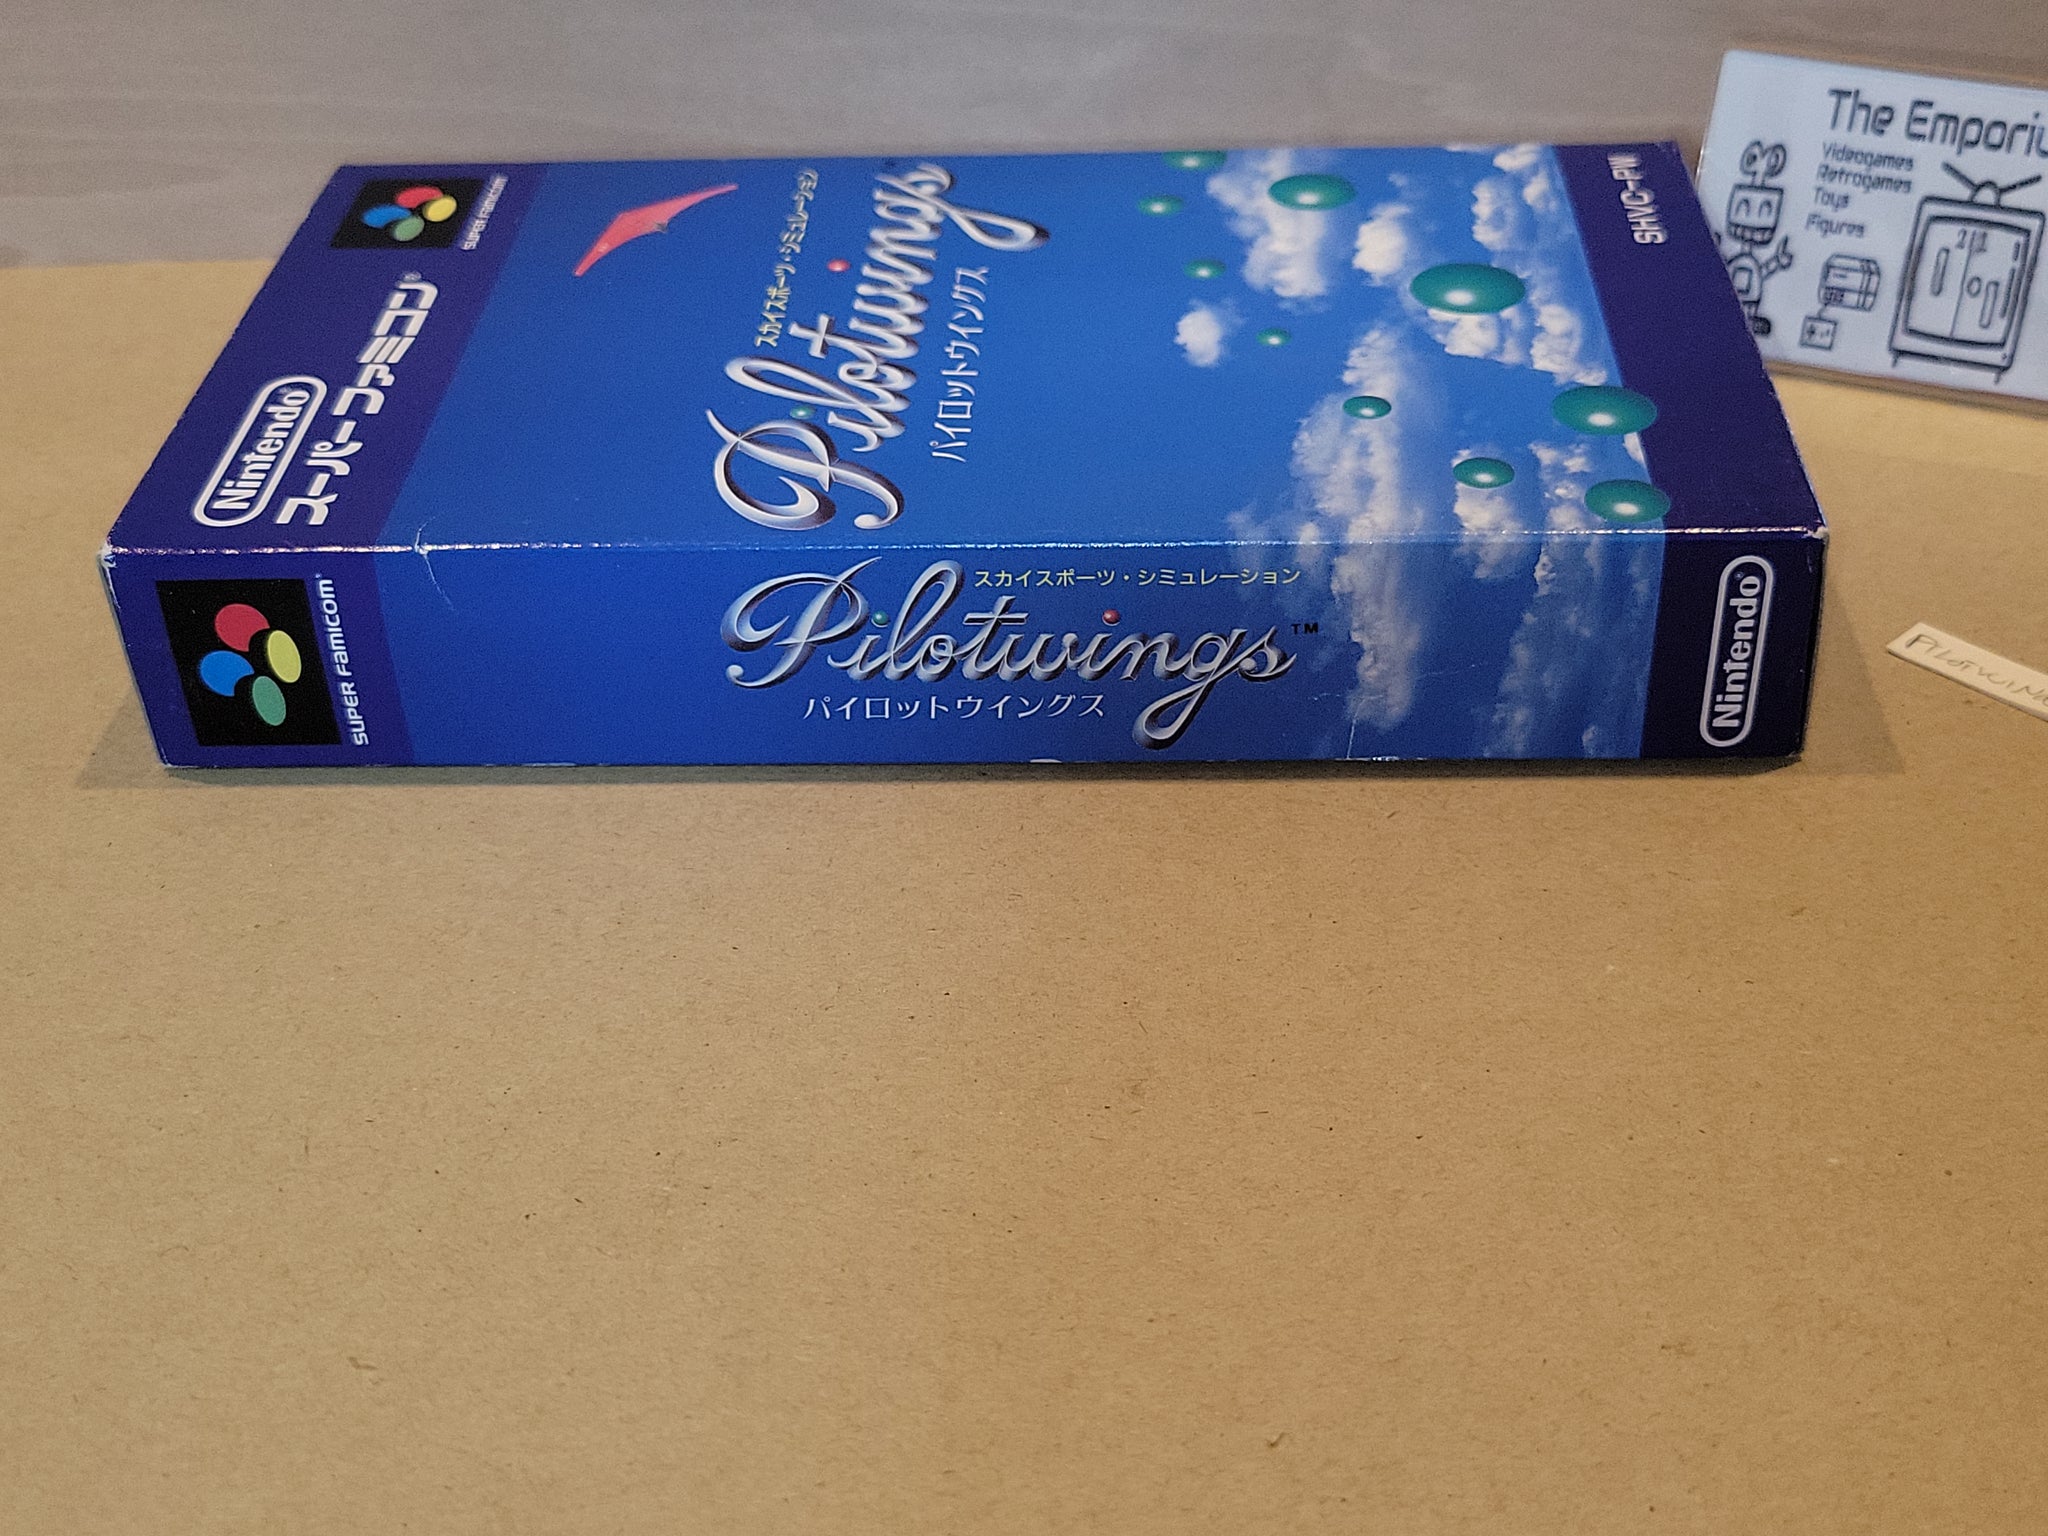 Nintendo®
スーパーファミコン®
SUPER FAMICOM
スカイスポーツ・シミュレーション
Pilotwings
パイロットウイングス
SHVC-PW
SUPER FAMICOM®
スカイスポーツ・シミュレーション
Pilotwings™
パイロットウイングス
Nintendo®
The Emporiu
Videogames
Retrogames
Toys
Figures
PILOTWING